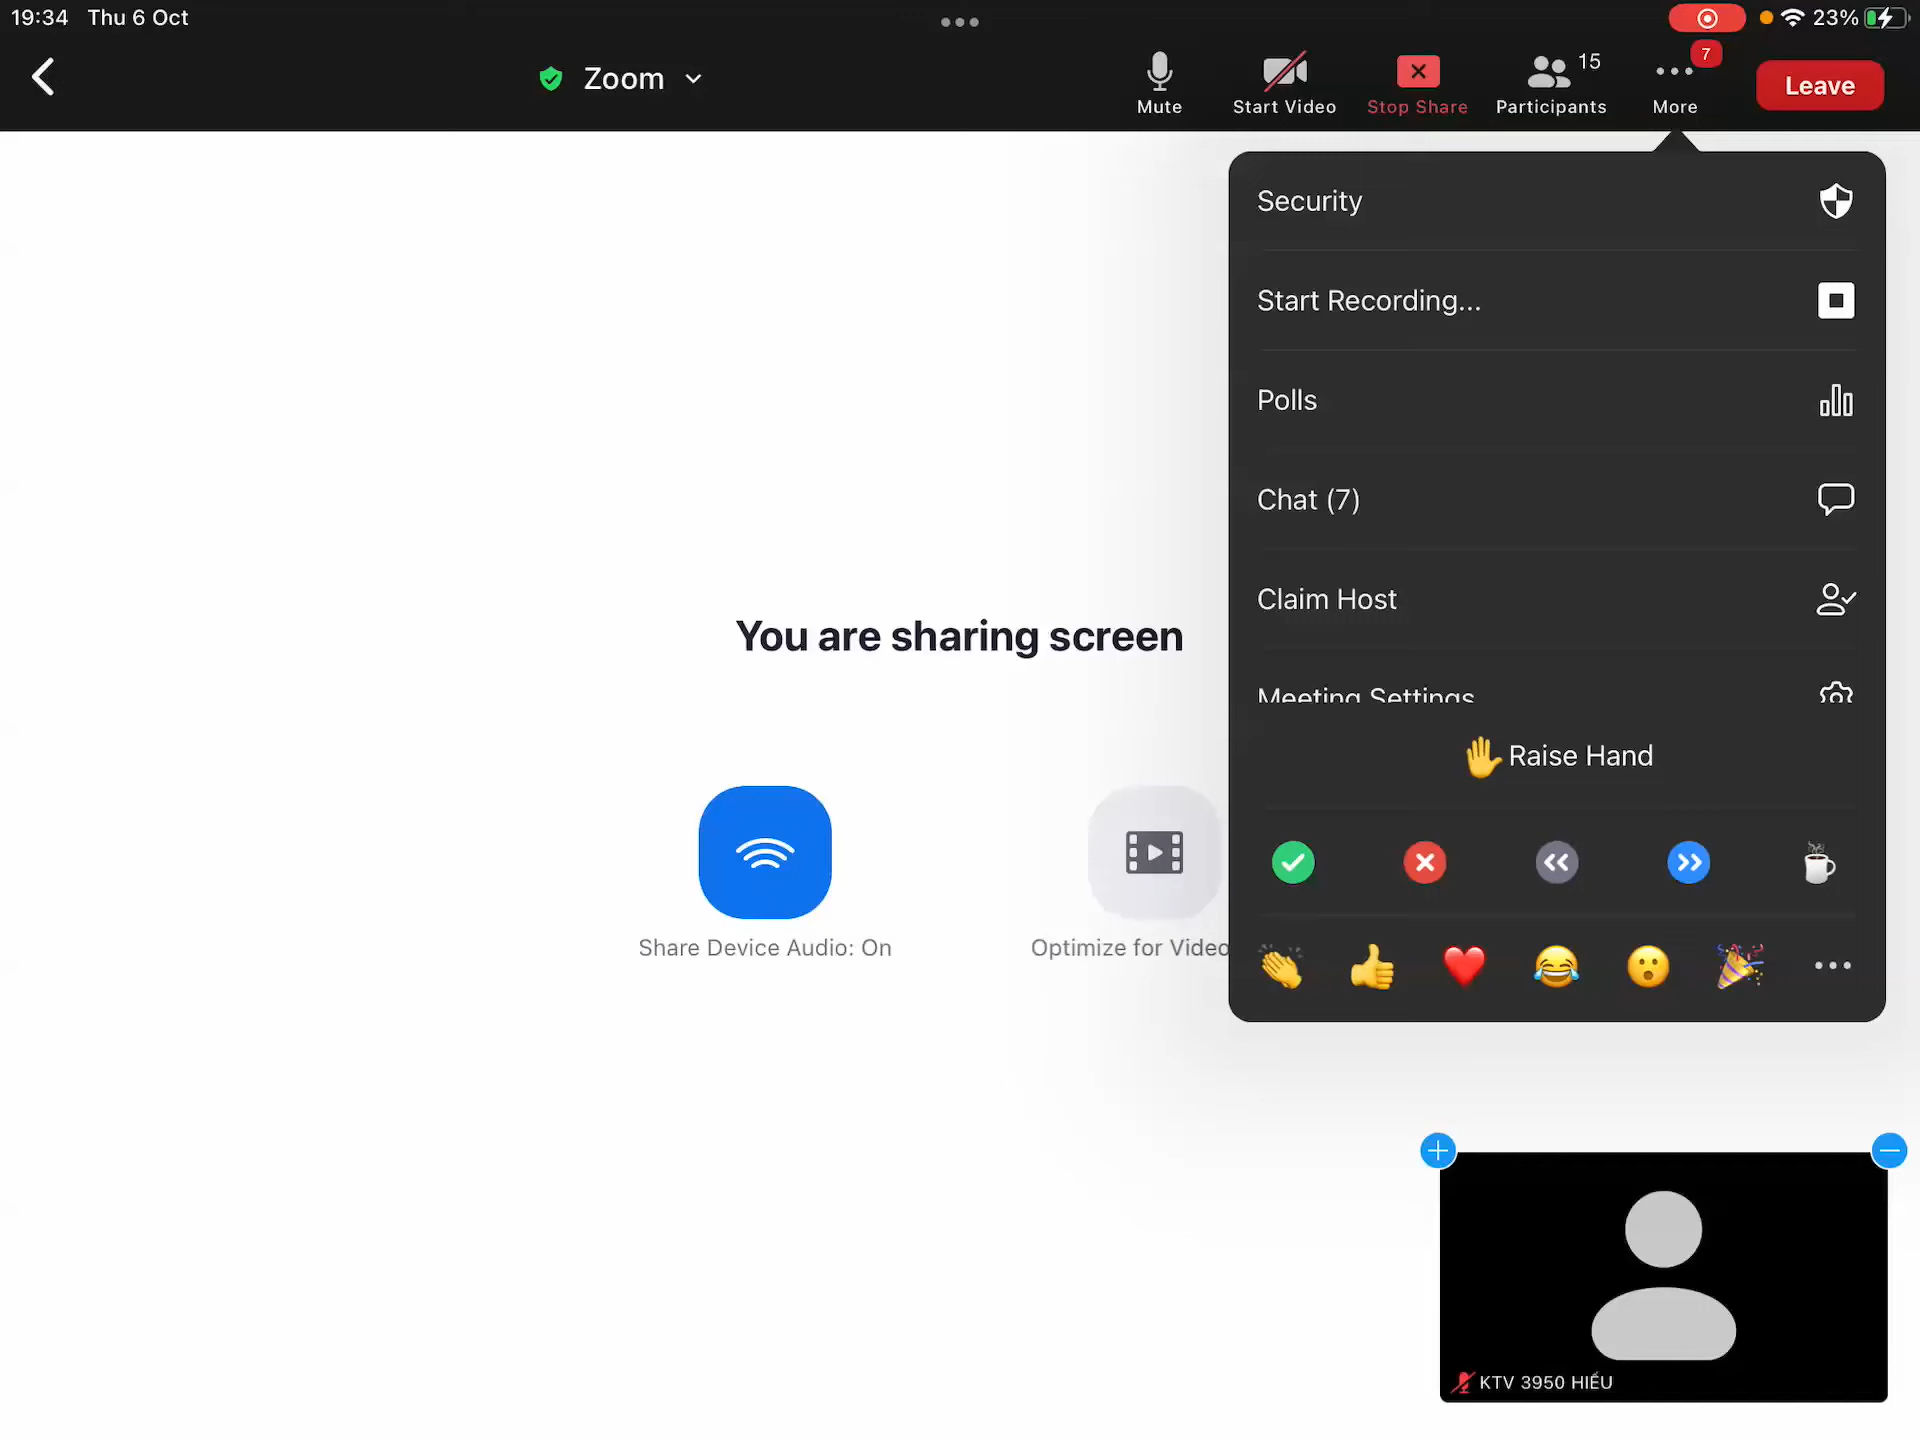 19:34 Thu 6 Oct
23%
Zoom
Mute
Start Video
Stop Share
15
Participants
7
More
Leave
Security
Start Recording...
Polls
Chat (7)
Claim Host
Meeting Settings
Raise Hand
You are sharing screen
Share Device Audio: On
Optimize for Video
KTV 3950 HIẾU